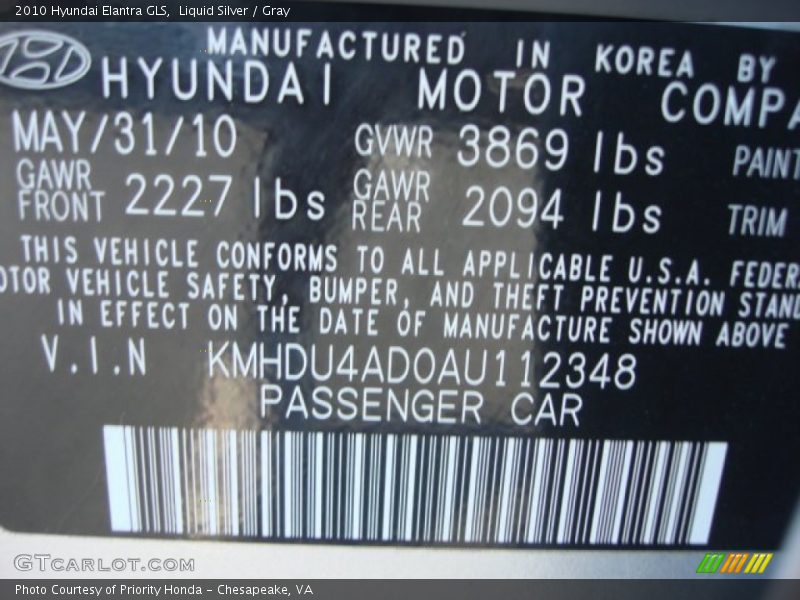 2010 Hyundai Elantra GLS, Liquid Silver / Gray
MANUFACTURED IN KOREA BY
HYUNDAI MOTOR COMPA
MAY/31/10 GVWR 3869 lbs PAINT
GAWR FRONT 2227 lbs GAWR REAR 2094 lbs TRIM
THIS VEHICLE CONFORMS TO ALL APPLICABLE U.S.A. FEDER
OTOR VEHICLE SAFETY, BUMPER, AND THEFT PREVENTION STAND
IN EFFECT ON THE DATE OF MANUFACTURE SHOWN ABOVE
V.I.N KMHDU4AD0AU112348
PASSENGER CAR
GTCARLOT.COM
Photo Courtesy of Priority Honda - Chesapeake, VA